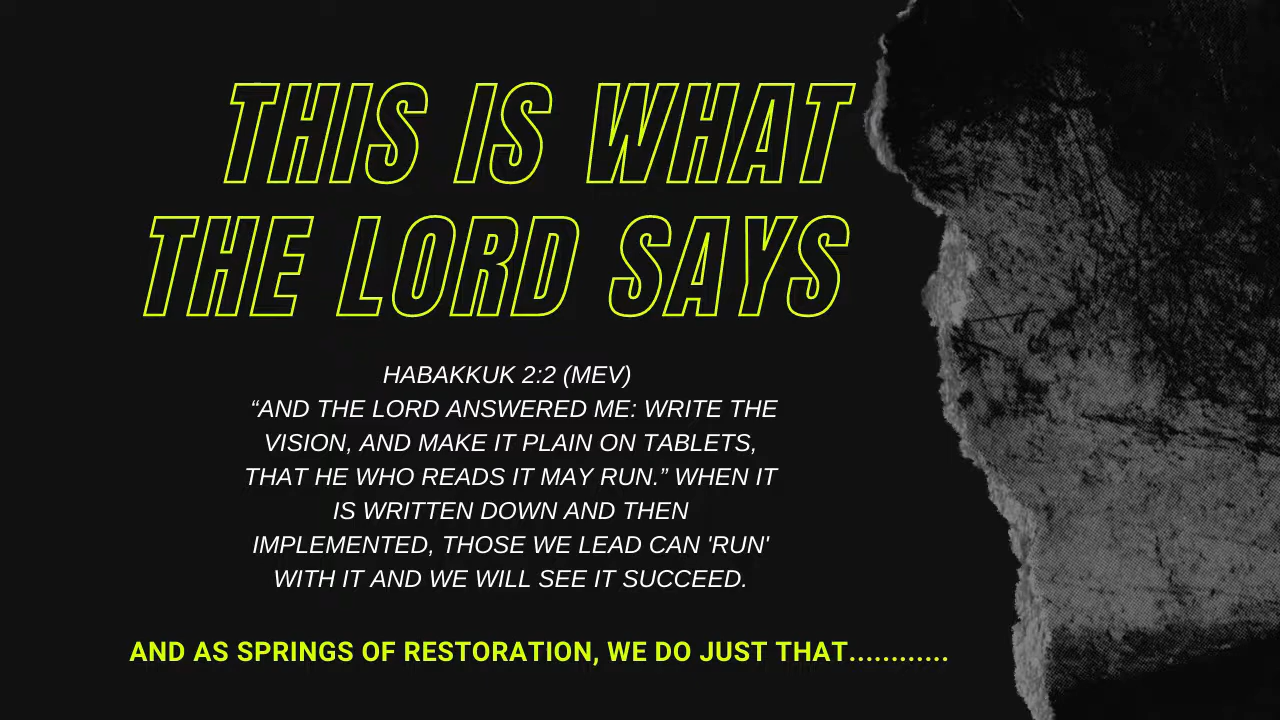 THIS IS WHAT
THE LORD SAYS
HABAKKUK 2:2 (MEV)
“AND THE LORD ANSWERED ME: WRITE THE
VISION, AND MAKE IT PLAIN ON TABLETS,
THAT HE WHO READS IT MAY RUN.” WHEN IT
IS WRITTEN DOWN AND THEN
IMPLEMENTED, THOSE WE LEAD CAN 'RUN'
WITH IT AND WE WILL SEE IT SUCCEED.
AND AS SPRINGS OF RESTORATION, WE DO JUST THAT............